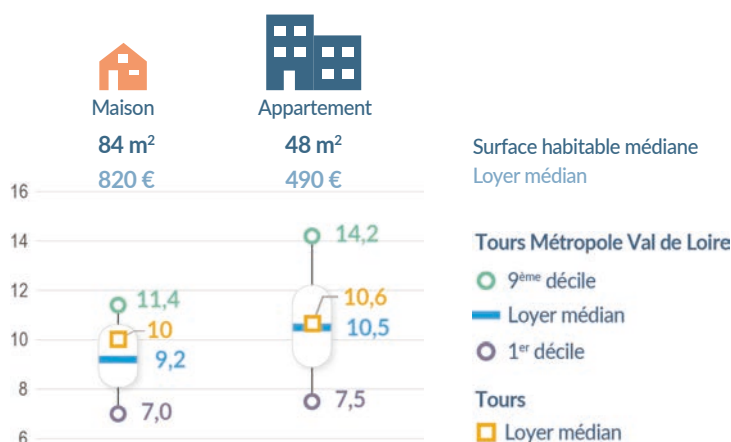 Maison Appartement
84 m² 48 m² Surface habitable médiane
820 € 490 € Loyer médian
16
14 14,2 Tours Métropole Val de Loire
12 11,4 10,6 9ème décile
10 10 10,5 Loyer médian
9,2
8 1er décile
7,0 7,5 Tours
6 Loyer médian